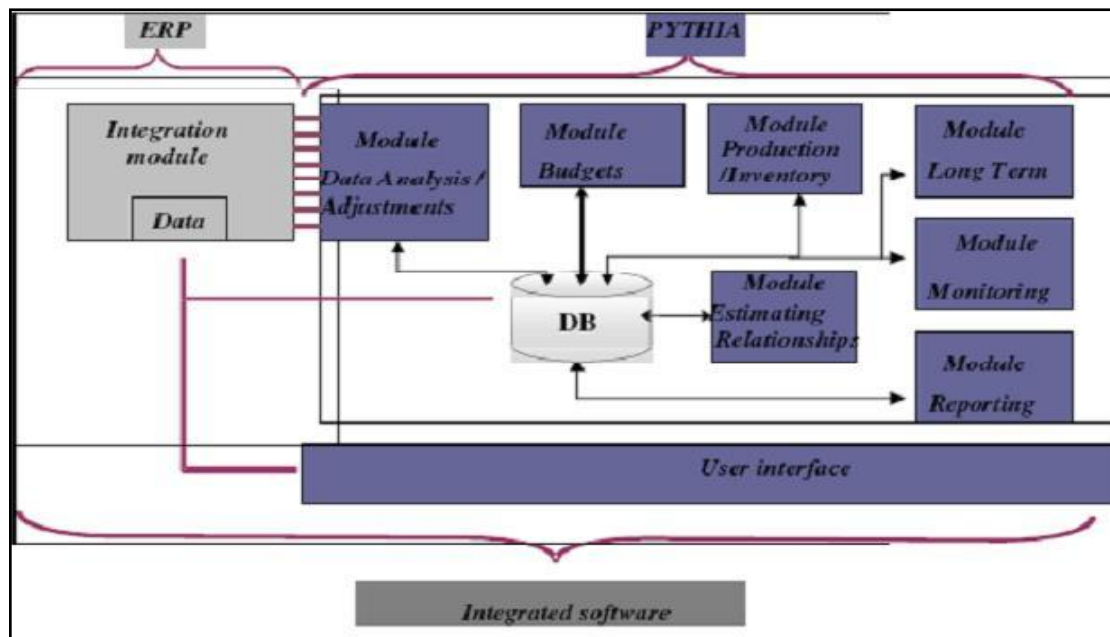 ERP
PYTHIA
Integration
module
Data
Module
Data Analysis /
Adjustments
Module
Budgets
Module
Production
/Inventory
Module
Long Term
Module
Monitoring
DB
Module
Estimating
Relationships
Module
Reporting
User interface
Integrated software